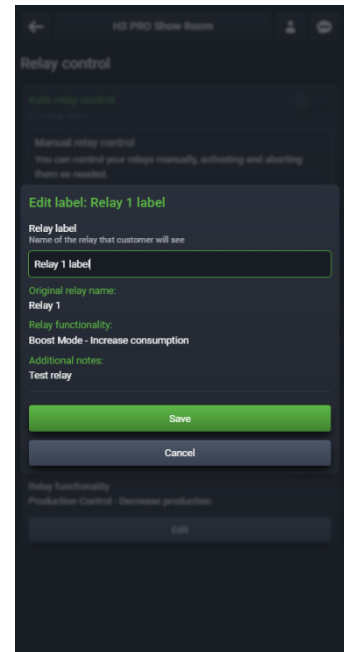 H3 PRO Show Room
Relay control
Auto relay control
Manual relay control
You can control your relays manually, activating and aborting
them as needed.
Edit label: Relay 1 label
Relay label
Name of the relay that customer will see
Relay 1 label
Original relay name:
Relay 1
Relay functionality:
Boost Mode - Increase consumption
Additional notes:
Test relay
Save
Cancel
Relay functionality
Production Control - Decrease production
Edit